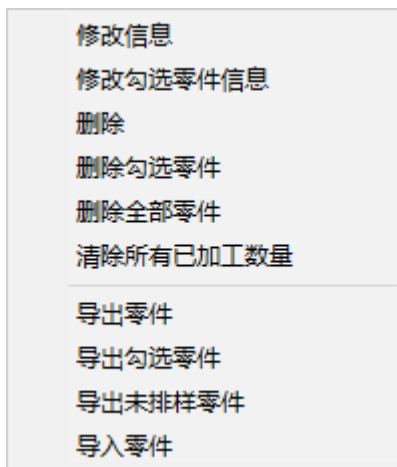 修改信息
修改勾选零件信息
删除
删除勾选零件
删除全部零件
清除所有已加工数量
导出零件
导出勾选零件
导出未排样零件
导入零件